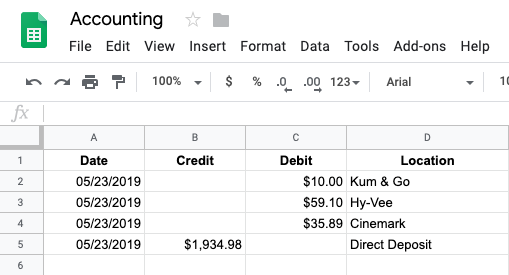 Accounting
File Edit View Insert Format Data Tools Add-ons Help
100% $ % .0 .00 123 Arial 10
fx
A B C D
1 Date Credit Debit Location
2 05/23/2019 $10.00 Kum & Go
3 05/23/2019 $59.10 Hy-Vee
4 05/23/2019 $35.89 Cinemark
5 05/23/2019 $1,934.98 Direct Deposit
6